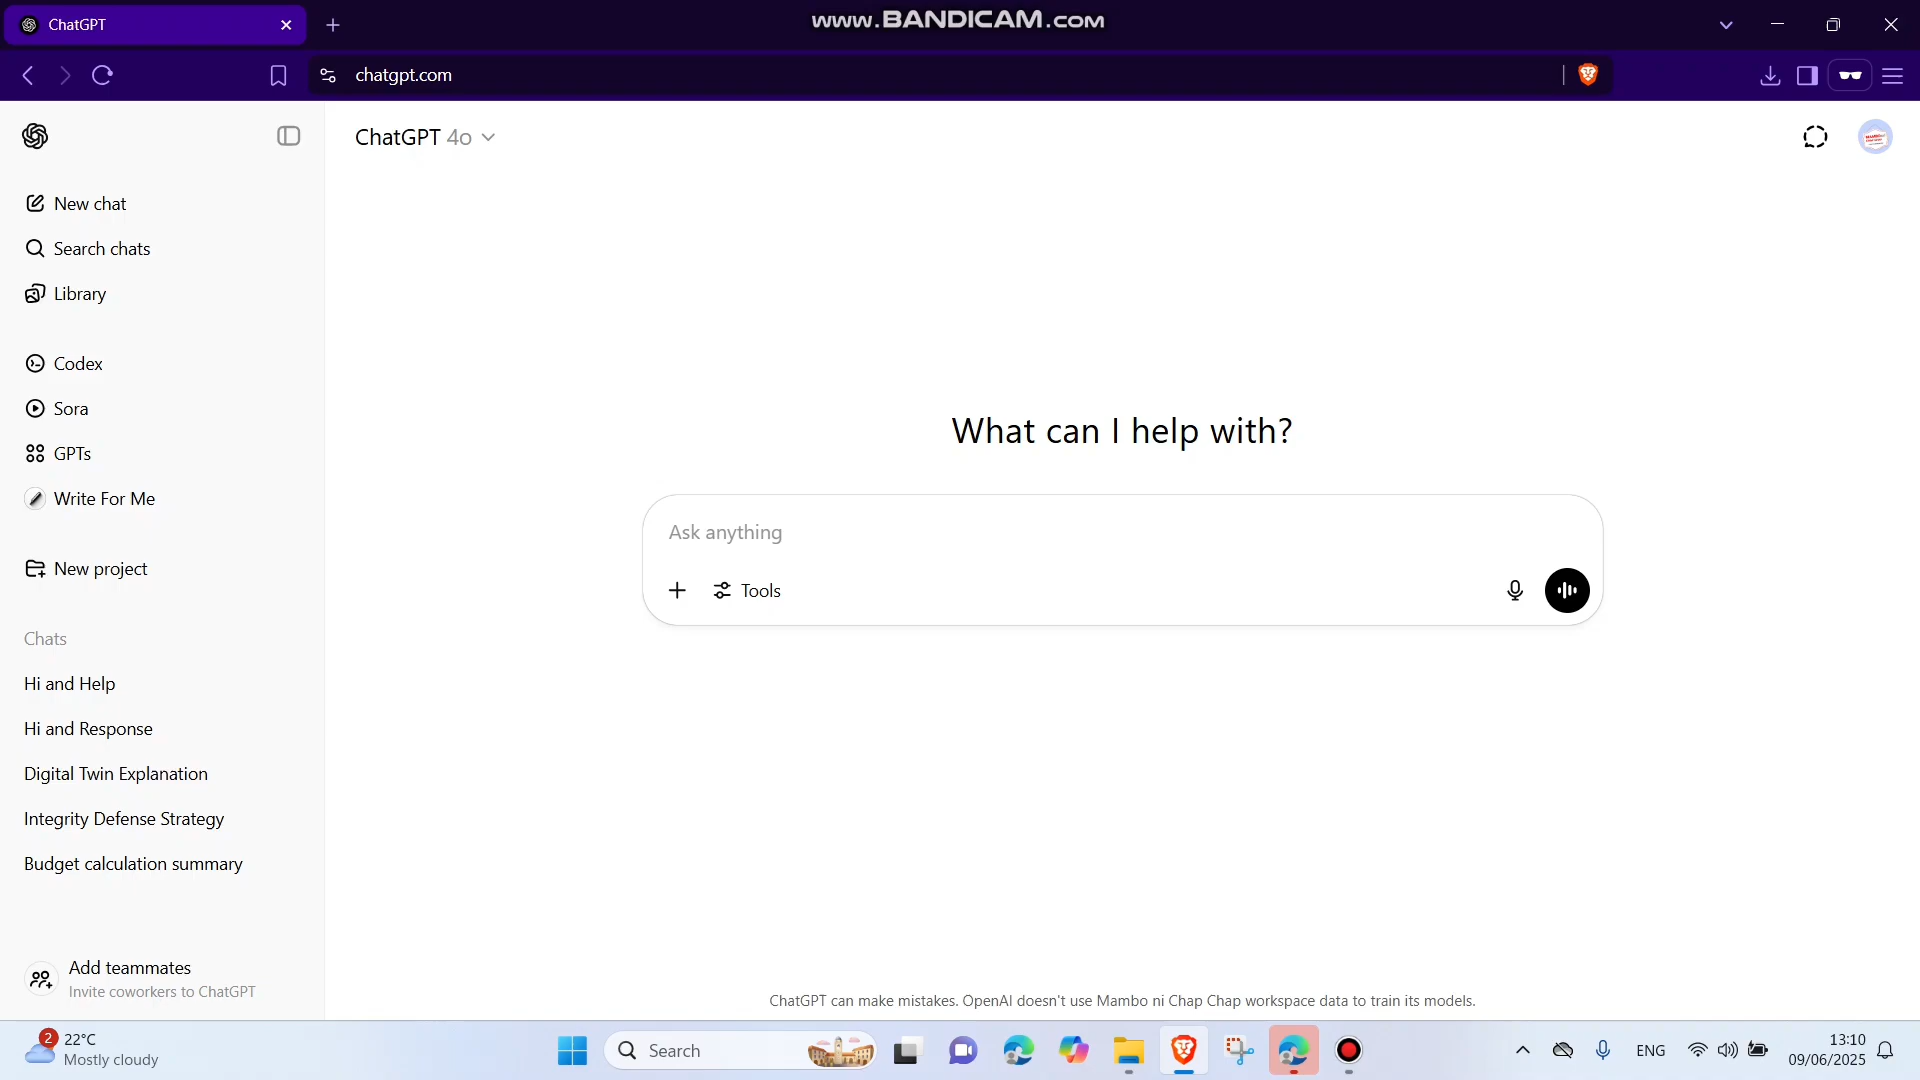 ChatGPT
www.BANDICAM.com
chatgpt.com
ChatGPT 4o
New chat
Search chats
Library
Codex
Sora
GPTs
Write For Me
New project
Chats
Hi and Help
Hi and Response
Digital Twin Explanation
Integrity Defense Strategy
Budget calculation summary
Add teammates
Invite coworkers to ChatGPT
What can I help with?
Ask anything
Tools
ChatGPT can make mistakes. OpenAI doesn't use Mambo ni Chap Chap workspace data to train its models.
2
22°C
Mostly cloudy
Search
ENG
13:10
09/06/2025